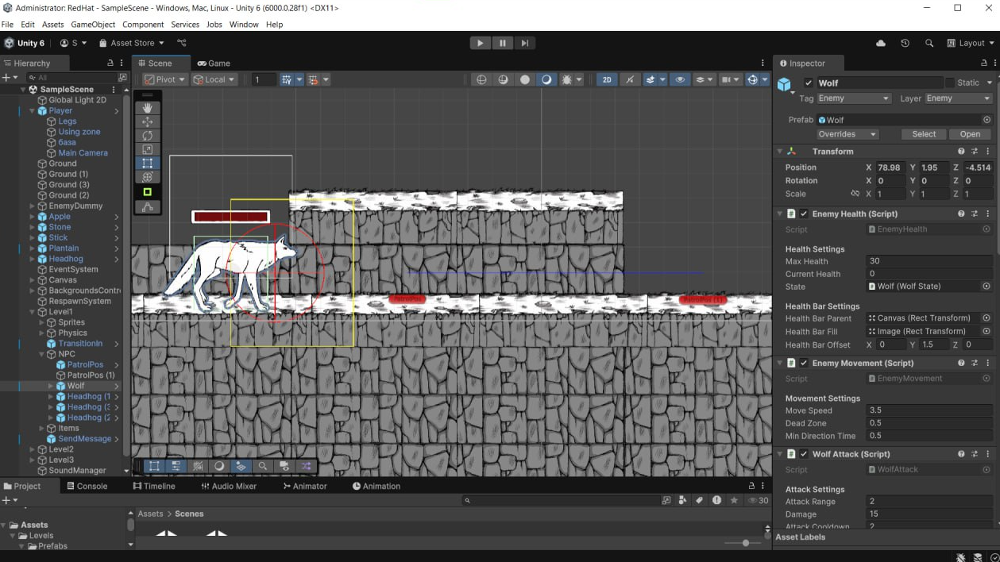 Administrator: RedHat - SampleScene - Windows, Mac, Linux - Unity 6 (6000.0.28f1) <DX11>
File Edit Assets GameObject Component Services Jobs Window Help
Unity 6 S Asset Store Layout
Hierarchy Scene Game Inspector
All Pivot Local 1 2D
Wolf Static
Tag Enemy Layer Enemy
Prefab Wolf
Overrides Select Open
SampleScene
Global Light 2D
Player
Legs
Using zone
база
Main Camera
Ground
Ground (1)
Ground (3)
Ground (2)
EnemyDummy
Apple
Stone
Stick
Plantain
Headhog
EventSystem
Canvas
BackgroundsContr
RespawnSystem
Level1
Sprites
Physics
TransitionIn
NPC
PatrolPos
PatrolPos (1)
Wolf
Headhog (1
Headhog (3
Headhog (2
Items
SendMessage
Level2
Level3
SoundManager
PatrolPos
PatrolPos (1)
Transform
Position X 78.98 Y 1.95 Z -4.514
Rotation X 0 Y 0 Z 0
Scale X 1 Y 1 Z 1
Enemy Health (Script)
Script EnemyHealth
Health Settings
Max Health 30
Current Health 0
State Wolf (Wolf State)
Health Bar Settings
Health Bar Parent Canvas (Rect Transform)
Health Bar Fill Image (Rect Transform)
Health Bar Offset X 0 Y 1.5 Z 0
Enemy Movement (Script)
Script EnemyMovement
Movement Settings
Move Speed 3.5
Dead Zone 0.5
Min Direction Time 0.5
Wolf Attack (Script)
Script WolfAttack
Attack Settings
Attack Range 2
Damage 15
Attack Cooldown 2
Asset Labels
Project Console Timeline Audio Mixer Animator Animation
30
Assets > Scenes
Assets
Levels
Prefabs